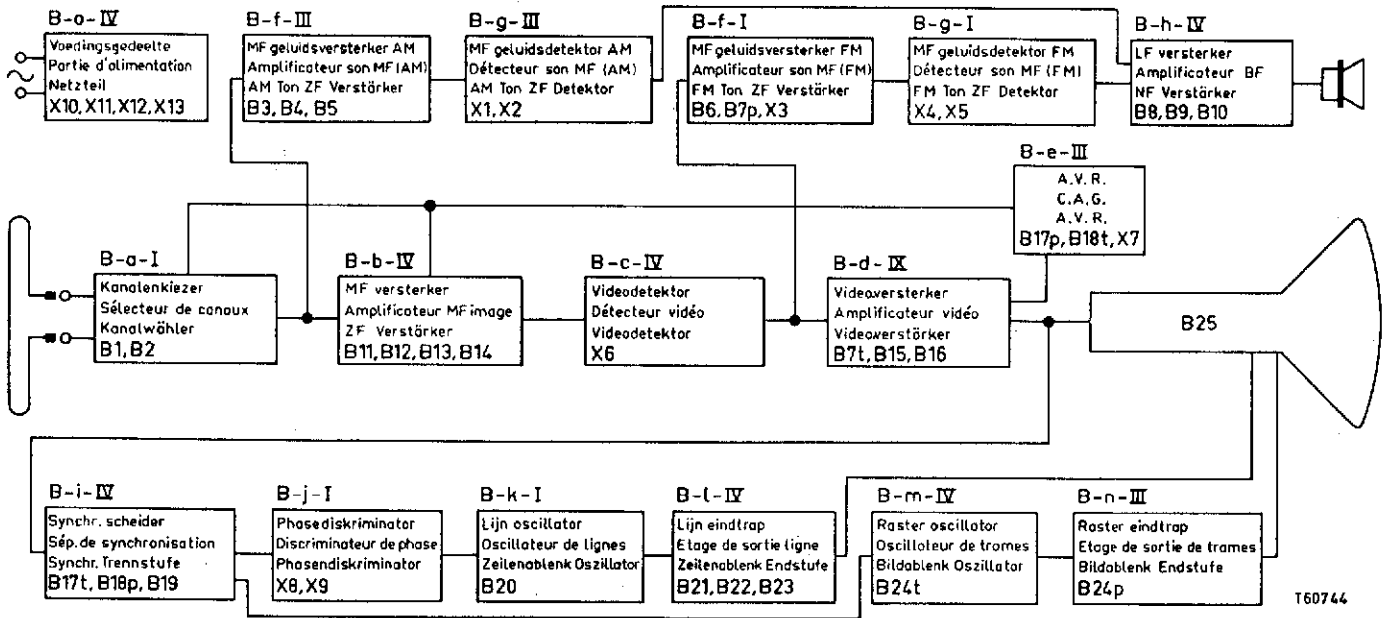 B-o-IV
Voedingsgedeelte
Partie d'alimentation
Netzteil
X10, X11, X12, X13
B-f-III
MF geluidsversterker AM
Amplificateur son MF (AM)
AM Ton ZF Verstärker
B3, B4, B5
B-g-III
MF geluidsdetektor AM
Détecteur son MF (AM)
AM Ton ZF Detektor
X1, X2
B-f-I
MF geluidsversterker FM
Amplificateur son MF (FM)
FM Ton ZF Verstärker
B6, B7p, X3
B-g-I
MF geluidsdetektor FM
Détecteur son MF (FM)
FM Ton ZF Detektor
X4, X5
B-h-IV
LF versterker
Amplificateur BF
NF Verstärker
B8, B9, B10
B-e-III
A.V.R.
C.A.G.
A.V.R.
B17p, B18t, X7
B-a-I
Kanalenkiezer
Sélecteur de canaux
Kanalwähler
B1, B2
B-b-IV
MF versterker
Amplificateur MF image
ZF Verstärker
B11, B12, B13, B14
B-c-IV
Videodetektor
Détecteur vidéo
Videodetektor
X6
B-d-IX
Videoversterker
Amplificateur vidéo
Videoverstörker
B7t, B15, B16
B25
B-i-IV
Synchr. scheider
Sép. de synchronisation
Synchr. Trennstufe
B17t, B18p, B19
B-j-I
Phasediskriminator
Discriminateur de phase
Phasendiskriminator
X8, X9
B-k-I
Lijn oscillator
Oscillateur de lignes
Zeilenablenk Oszillator
B20
B-l-IV
Lijn eindtrap
Etage de sortie ligne
Zeilenablenk Endstufe
B21, B22, B23
B-m-IV
Raster oscillator
Oscillateur de trames
Bildablenk Oszillator
B24t
B-n-III
Raster eindtrap
Etage de sortie de trames
Bildablenk Endstufe
B24p
T60744